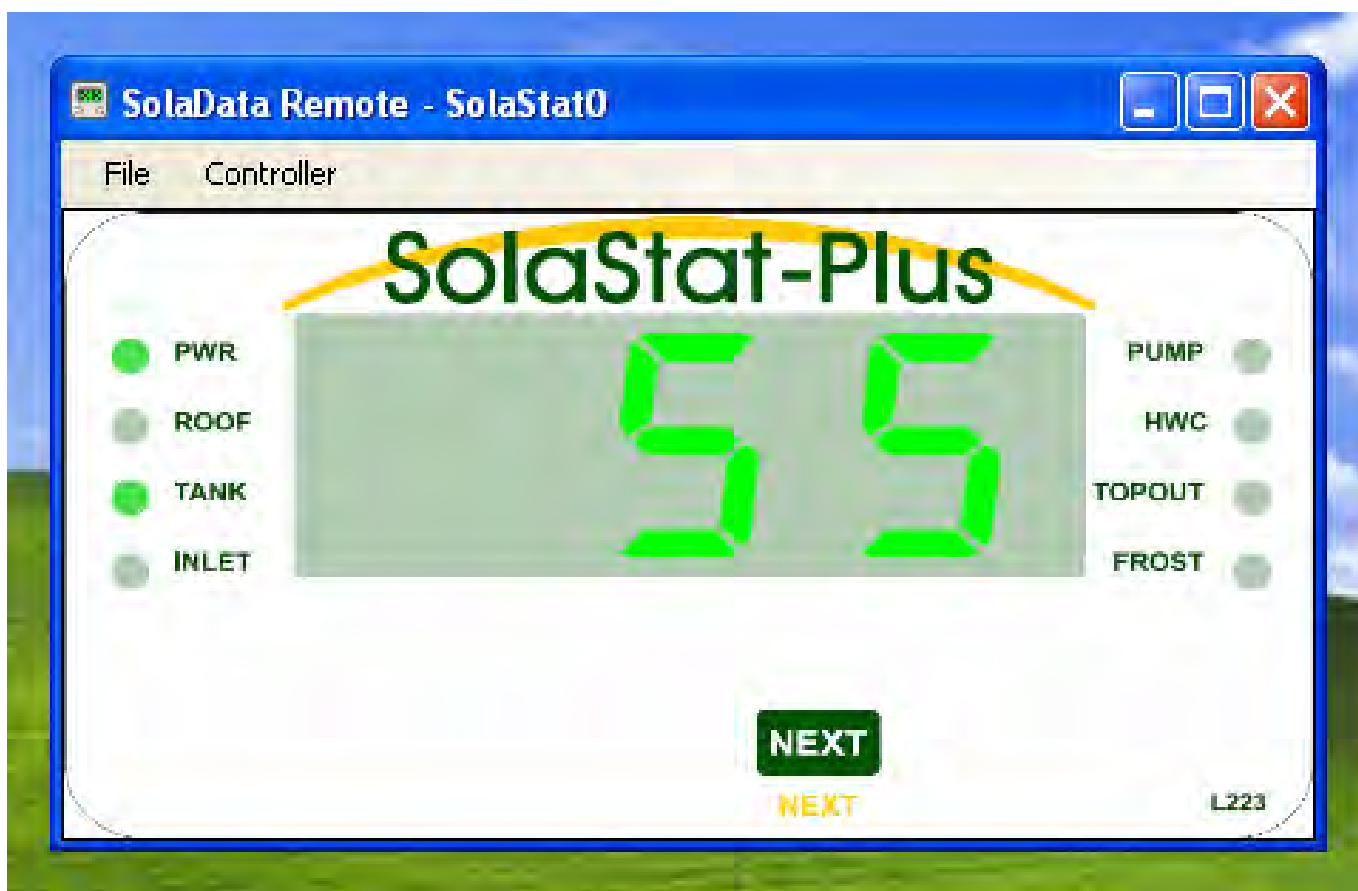 SolaData Remote - SolaStat0
File Controller
SolaStat-Plus
55
PWR
ROOF
TANK
INLET
PUMP
HWC
TOPOUT
FROST
NEXT
NEXT
L223